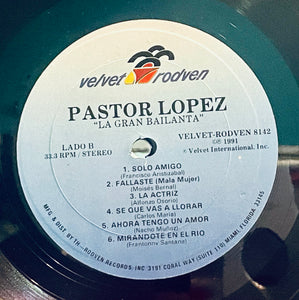 velvet rodven
PASTOR LOPEZ
"LA GRAN BAILANTA"
LADO B
33.3 RPM / STEREO
VELVET-RODVEN 8142
℗ 1991
® Velvet International, Inc.
1. SOLO AMIGO
(Francisco Aristizabal)
2. FALLASTE (Mala Mujer)
(Moises Bernal)
3. LA ACTRIZ
(Alfonso Zamora)
4. SE QUE VAS A LLORAR
(Carlos Maria)
5. AHORA TENGO UN AMOR
(Nacho Muñoz)
6. MIRANDOTE EN EL RIO
(Frantonny Santana)
MFG. & DIST BY TH-RODVEN RECORDS INC. 3191 CORAL WAY (SUITE 110) MIAMI, FLORIDA, 33145